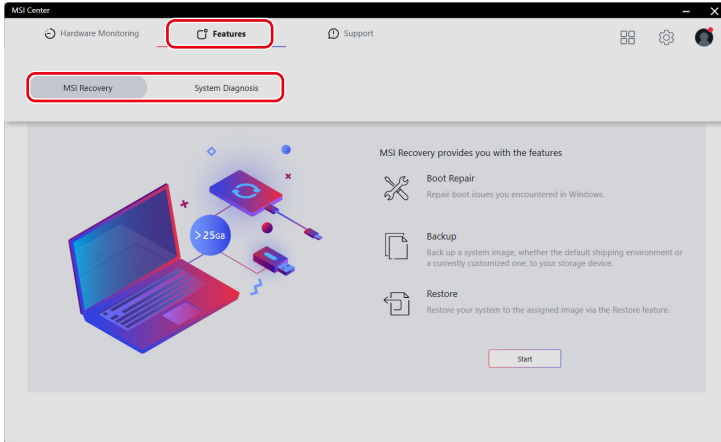 MSI Center
Hardware Monitoring
Features
Support
MSI Recovery
System Diagnosis
MSI Recovery provides you with the features
Boot Repair
Repair boot issues you encountered in Windows.
Backup
Back up a system image, whether the default shipping environment or
a currently customized one, to your storage device.
Restore
Restore your system to the assigned image via the Restore feature.
Start
>25GB